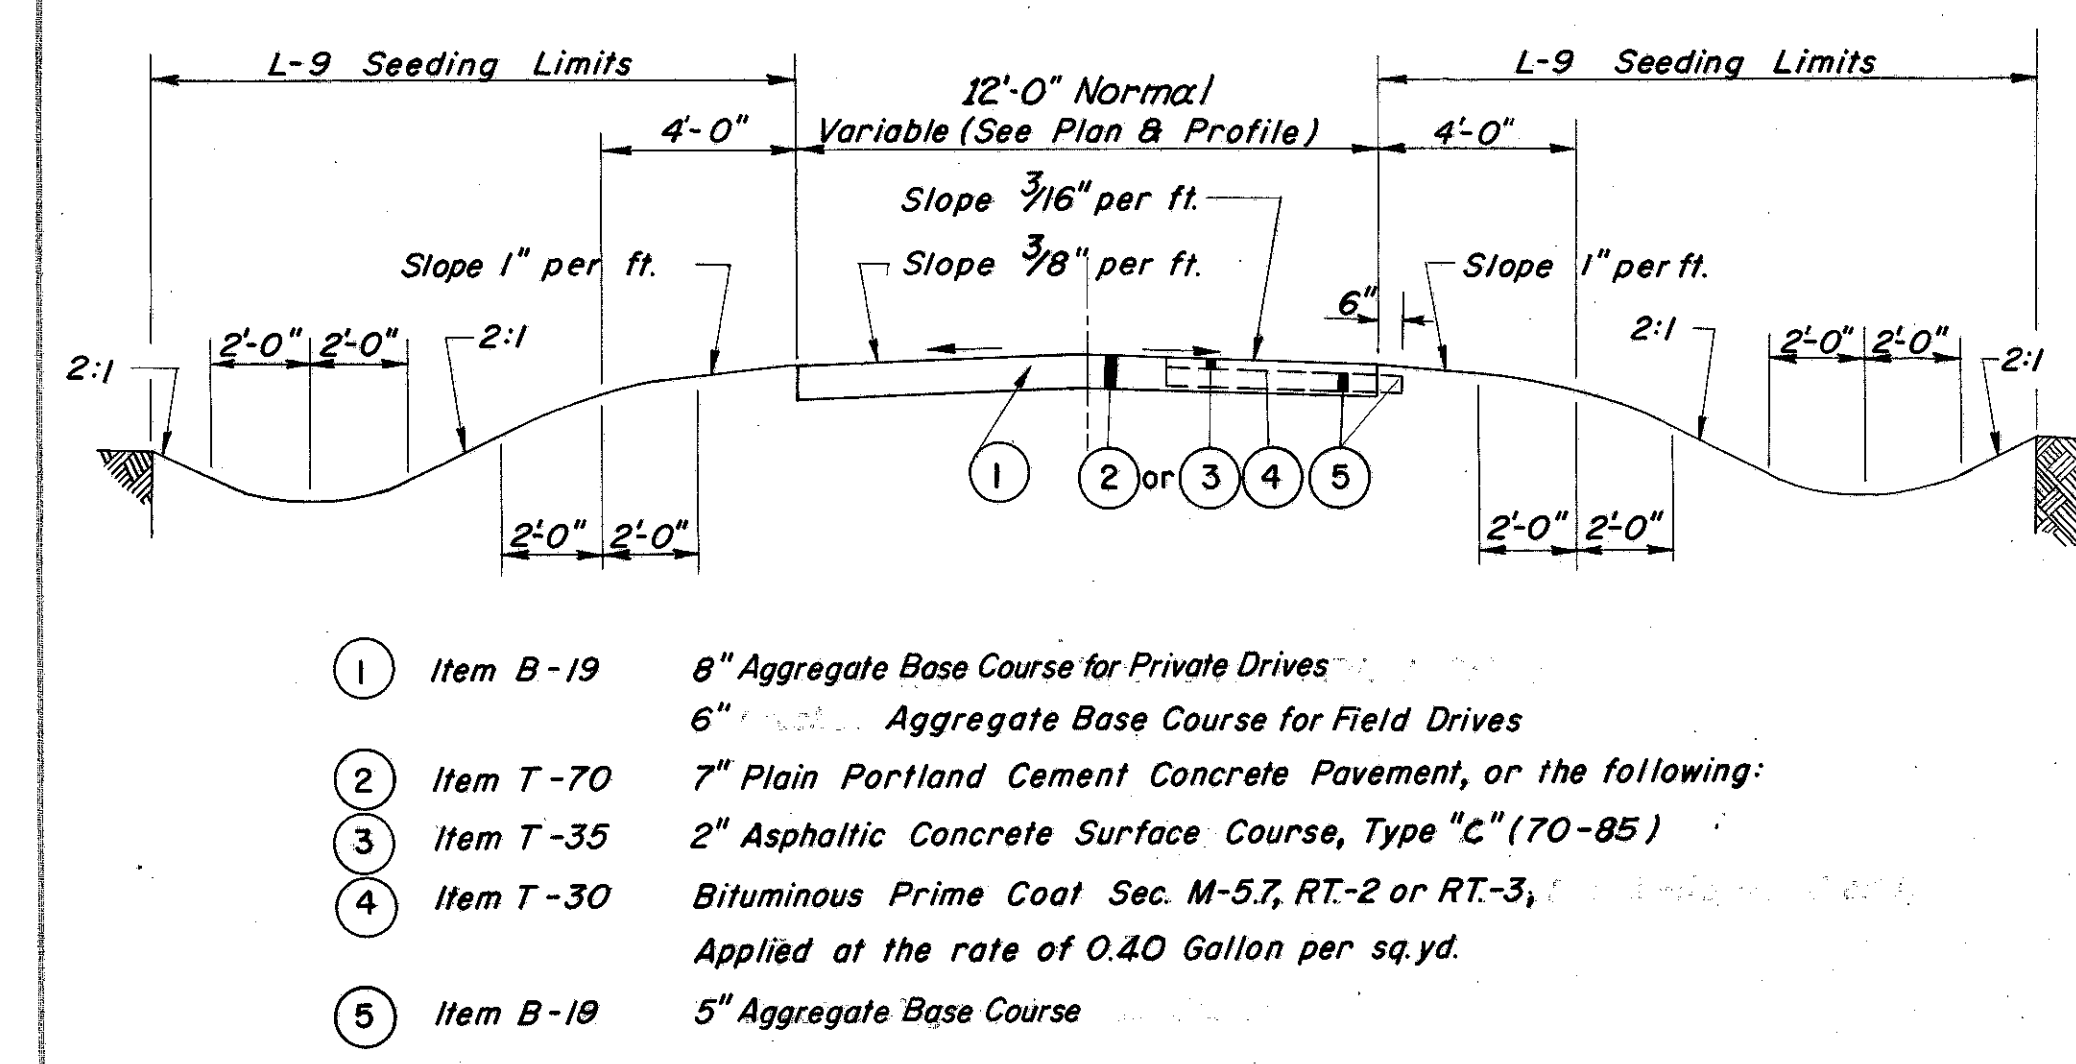 L-9 Seeding Limits
L-9 Seeding Limits
12'-0" Normal
4'-0"
Variable (See Plan & Profile)
4'-0"
Slope 3/16" per ft.
Slope 1" per ft.
Slope 3/8" per ft.
Slope 1" per ft.
6"
2'-0"
2'-0"
2:1
2:1
2'-0"
2'-0"
2:1
2:1
1
2 or 3 4 5
2'-0"
2'-0"
2'-0"
2'-0"
1 Item B-19 8" Aggregate Base Course for Private Drives
6" Aggregate Base Course for Field Drives
2 Item T-70 7" Plain Portland Cement Concrete Pavement, or the following:
3 Item T-35 2" Asphaltic Concrete Surface Course, Type "C" (70-85)
4 Item T-30 Bituminous Prime Coat Sec. M-5.7, RT.-2 or RT.-3,
Applied at the rate of 0.40 Gallon per sq.yd.
5 Item B-19 5" Aggregate Base Course